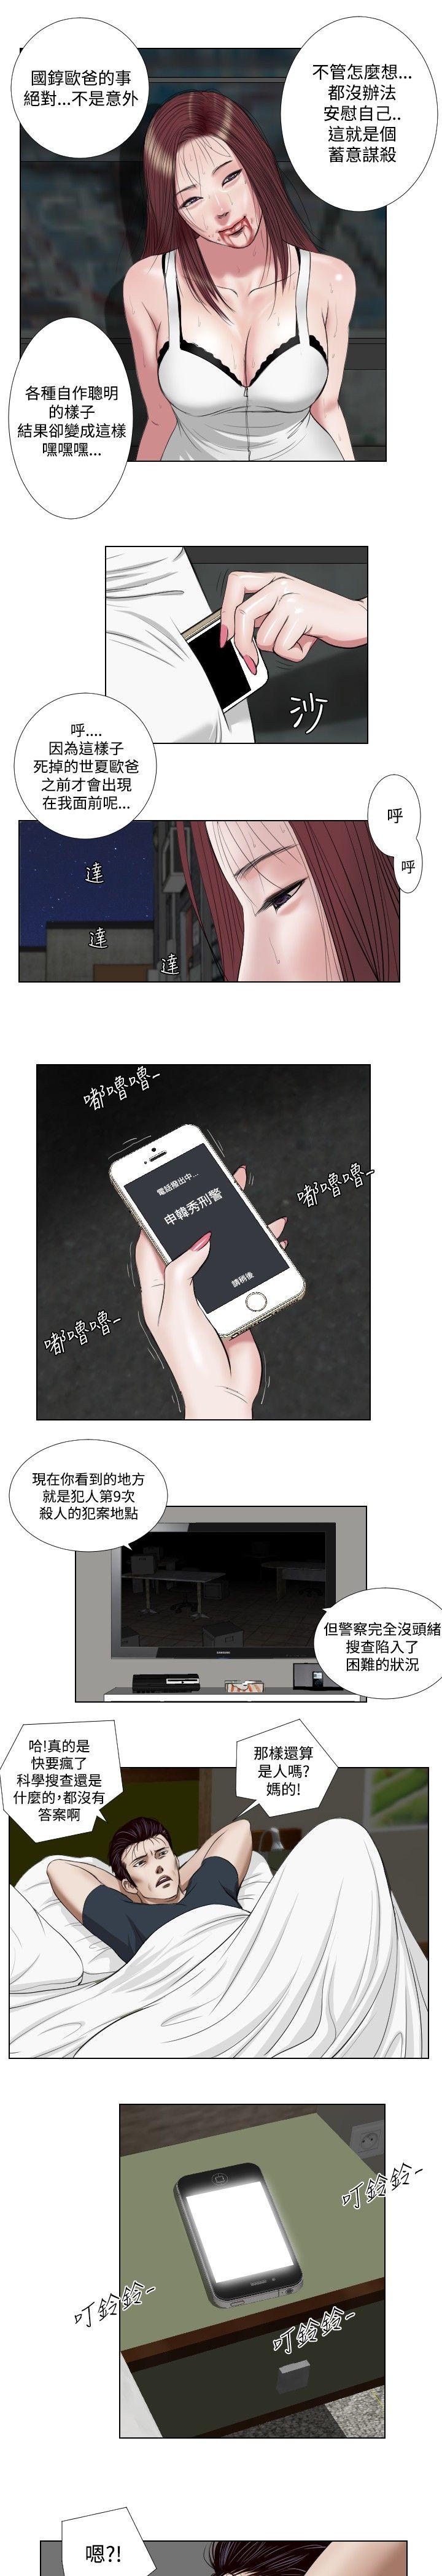 國錞歐爸的事
絕對...不是意外
不管怎麼想...
都沒辦法
安慰自己..
這就是個
蓄意謀殺
各種自作聰明
的樣子
結果卻變成這樣
嘿嘿嘿...
沙
呼....
因為這樣子
死掉的世夏歐爸
之前才會出現
在我面前呢...
呼
呼
達
達
達
嘟嚕嚕-
電話撥出中...
申韓秀刑警
請稍後
嘟嚕嚕-
嘟嚕嚕-
現在你看到的地方
就是犯人第9次
殺人的犯案地點
SAMSUNG
但警察完全沒頭緒
搜查陷入了
困難的狀況
哈!真的是
快要瘋了
科學搜查還是
什麼的,都沒有
答案啊
那樣還算
是人嗎?
媽的!
叮鈴鈴-
叮鈴鈴-
叮鈴鈴-
嗯?!